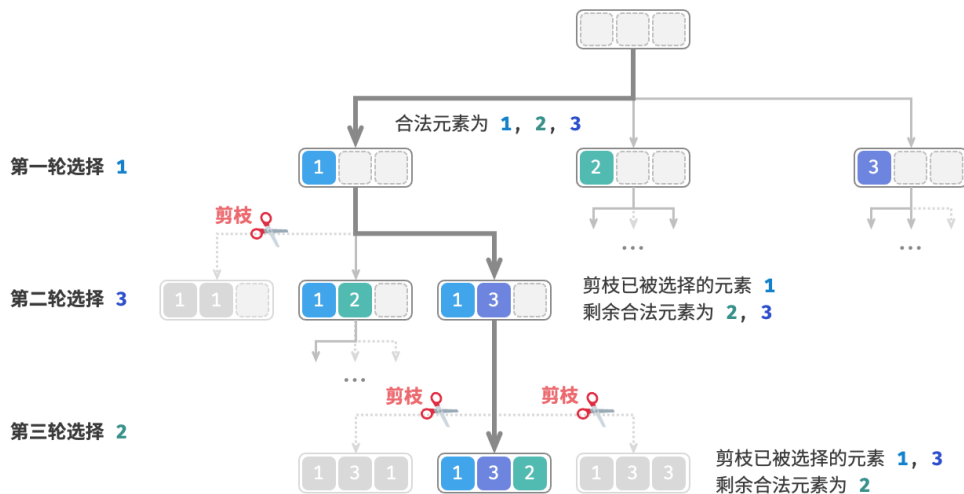 合法元素为 1，2，3
第一轮选择 1
1
2
3
剪枝
...
...
第二轮选择 3
1 1
1 2
1 3
剪枝已被选择的元素 1
剩余合法元素为 2，3
...
剪枝
剪枝
第三轮选择 2
1 3 1
1 3 2
1 3 3
剪枝已被选择的元素 1，3
剩余合法元素为 2